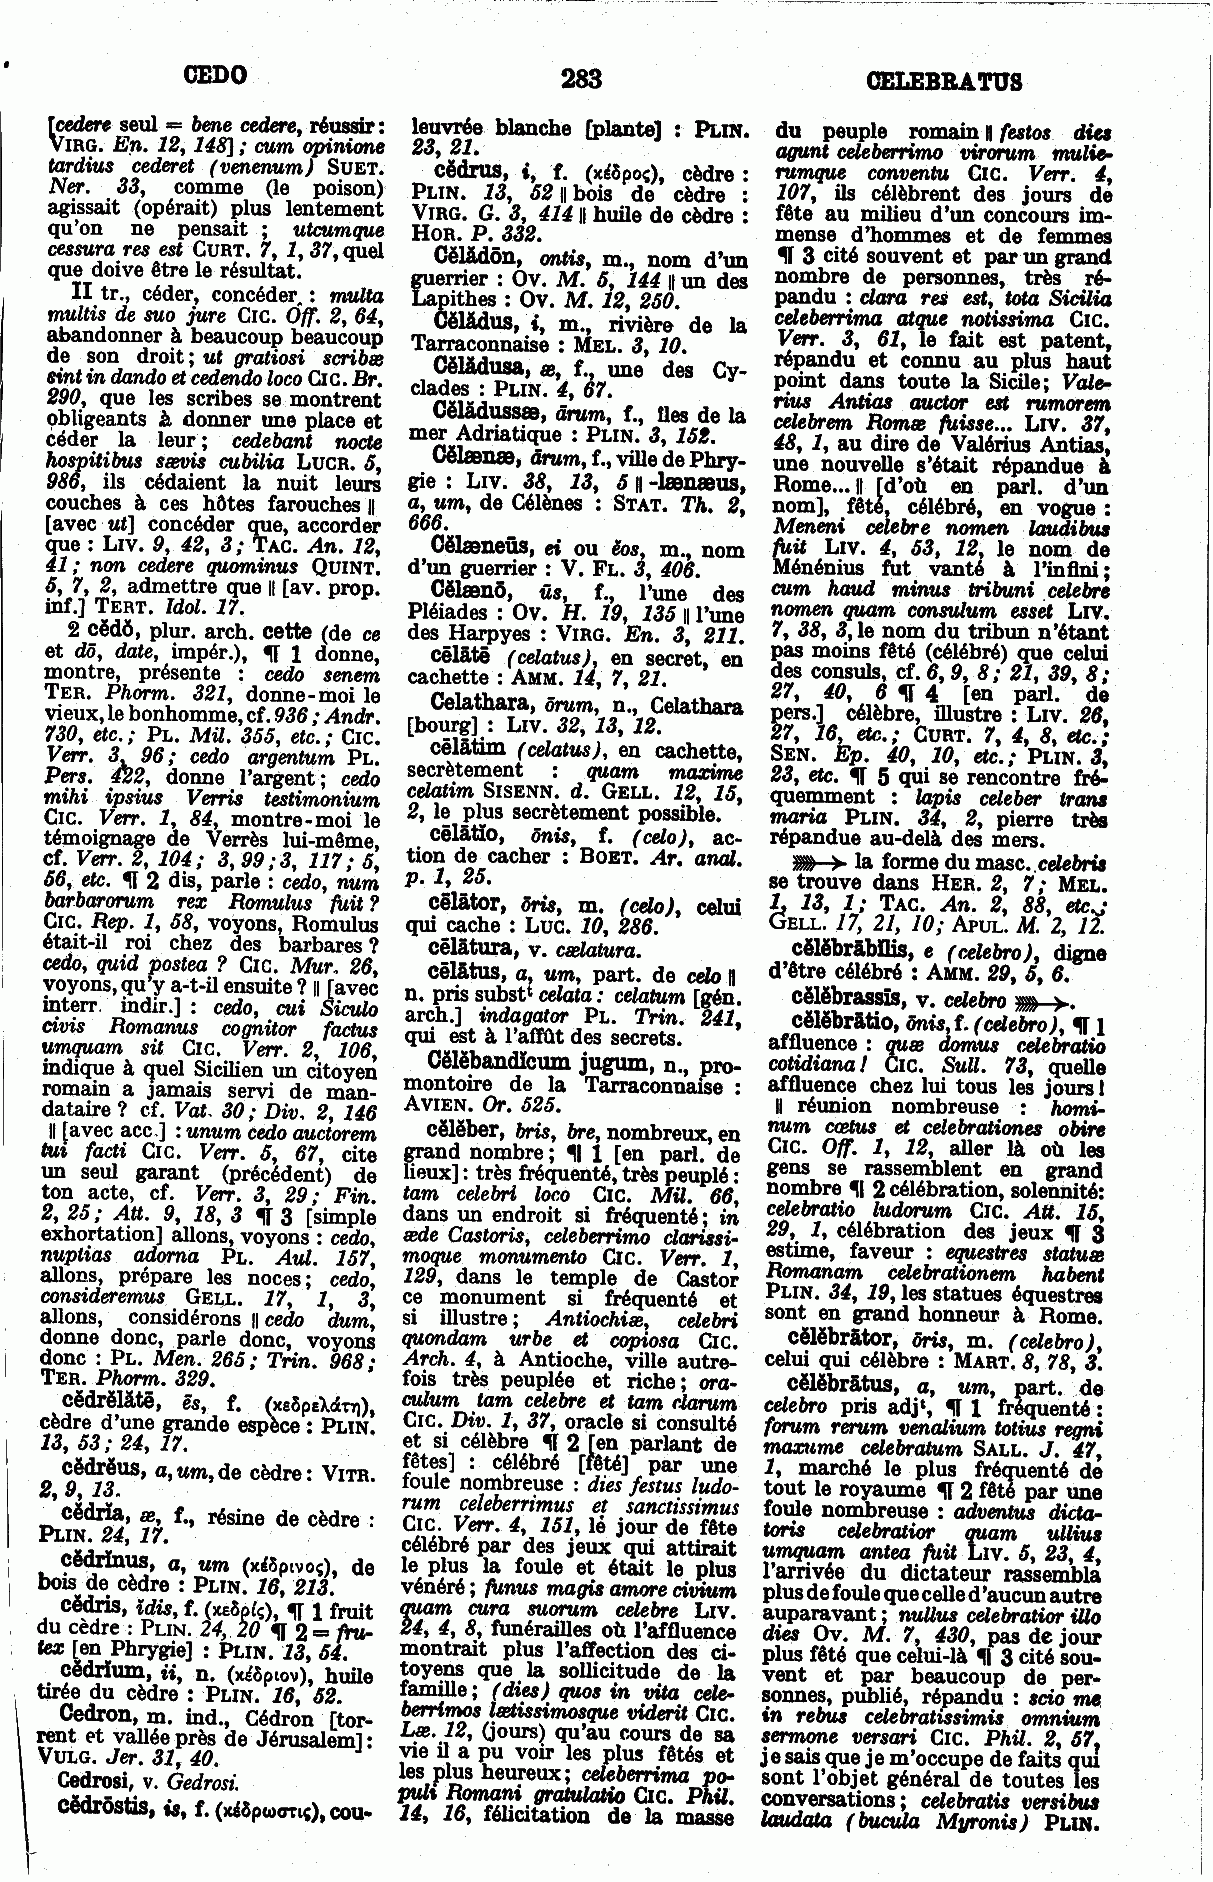 CEDO
283
CELEBRATUS
[cedere seul = bene cedere, réussir:
VIRG. En. 12, 148] ; cum opinione
tardius cederet (venenum) SUET.
Ner. 33, comme (le poison)
agissait (opérait) plus lentement
qu'on ne pensait ; utcumque
cessura res est CURT. 7, 1, 37, quel
que doive être le résultat.
II tr., céder, concéder : multa
multis de suo jure CIC. Off. 2, 64,
abandonner à beaucoup beaucoup
de son droit ; ut gratiosi scribæ
sint in dando et cedendo loco CIC. Br.
290, que les scribes se montrent
obligeants à donner une place et
céder la leur ; cedebant nocte
hospitibus sævis cubilia LUCR. 5,
986, ils cédaient la nuit leurs
couches à ces hôtes farouches ||
[avec ut] concéder que, accorder
que : LIV. 9, 42, 3 ; TAC. An. 12,
41 ; non cedere quominus QUINT.
5, 7, 2, admettre que || [av. prop.
inf.] TERT. Idol. 17.
2 cĕdŏ, plur. arch. cette (de ce
et dō, date, impér.), ¶ 1 donne,
montre, présente : cedo senem
TER. Phorm. 321, donne-moi le
vieux, le bonhomme, cf. 936 ; Andr.
730, etc. ; PL. Mil. 355, etc. ; CIC.
Verr. 3, 96 ; cedo argentum PL.
Pers. 422, donne l'argent ; cedo
mihi ipsius Verris testimonium
CIC. Verr. 1, 84, montre-moi le
témoignage de Verrès lui-même,
cf. Verr. 2, 104 ; 3, 99 ; 3, 117 ; 5,
56, etc. ¶ 2 dis, parle : cedo, num
barbarorum rex Romulus fuit ?
CIC. Rep. 1, 58, voyons, Romulus
était-il roi chez des barbares ?
cedo, quid postea ? CIC. Mur. 26,
voyons, qu'y a-t-il ensuite ? || [avec
interr. indir.] : cedo, cui Siculo
civis Romanus cognitor factus
umquam sit CIC. Verr. 2, 106,
indique à quel Sicilien un citoyen
romain a jamais servi de man-
dataire ? cf. Vat. 30 ; Div. 2, 146
|| [avec acc.] : unum cedo auctorem
tui facti CIC. Verr. 5, 67, cite
un seul garant (précédent) de
ton acte, cf. Verr. 3, 29 ; Fin.
2, 25 ; Att. 9, 18, 3 ¶ 3 [simple
exhortation] allons, voyons : cedo,
nuptias adorna PL. Aul. 157,
allons, prépare les noces ; cedo,
consideremus GELL. 17, 1, 3,
allons, considérons || cedo dum,
donne donc, parle donc, voyons
donc : PL. Men. 265 ; Trin. 968 ;
TER. Phorm. 329.
cĕdrĕlătē, ēs, f. (κεδρελάτη),
cèdre d'une grande espèce : PLIN.
13, 53 ; 24, 17.
cĕdrĕus, a, um, de cèdre : VITR.
2, 9, 13.
cĕdrĭa, æ, f., résine de cèdre :
PLIN. 24, 17.
cĕdrĭnus, a, um (κέδρινος), de
bois de cèdre : PLIN. 16, 213.
cĕdris, ĭdis, f. (κεδρίς), ¶ 1 fruit
du cèdre : PLIN. 24, 20 ¶ 2 = fru-
tex [en Phrygie] : PLIN. 13, 54.
cĕdrĭum, ii, n. (κέδριον), huile
tirée du cèdre : PLIN. 16, 52.
Cedron, m. ind., Cédron [tor-
rent et vallée près de Jérusalem] :
VULG. Jer. 31, 40.
Cedrosi, v. Gedrosi.
cĕdrōstis, is, f. (κέδρωστις), cou-
leuvrée blanche [plante] : PLIN.
23, 21.
cĕdrus, i, f. (κέδρος), cèdre :
PLIN. 13, 52 || bois de cèdre :
VIRG. G. 3, 414 || huile de cèdre :
HOR. P. 332.
Cĕlădōn, ontis, m., nom d'un
guerrier : OV. M. 5, 144 || un des
Lapithes : OV. M. 12, 250.
Cĕlădus, i, m., rivière de la
Tarraconnaise : MEL. 3, 10.
Cĕlădusa, æ, f., une des Cy-
clades : PLIN. 4, 67.
Cĕlădussæ, ārum, f., îles de la
mer Adriatique : PLIN. 3, 152.
Cĕlænæ, ārum, f., ville de Phry-
gie : LIV. 38, 13, 5 || -lænæus,
a, um, de Célènes : STAT. Th. 2,
666.
Cĕlæneūs, ei ou ĕos, m., nom
d'un guerrier : V. FL. 3, 406.
Cĕlænō, ūs, f., l'une des
Pléiades : OV. H. 19, 135 || l'une
des Harpyes : VIRG. En. 3, 211.
cēlātē (celatus), en secret, en
cachette : AMM. 14, 7, 21.
Celathara, ōrum, n., Celathara
[bourg] : LIV. 32, 13, 12.
cēlātim (celatus), en cachette,
secrètement : quam maxime
celatim SISENN. d. GELL. 12, 15,
2, le plus secrètement possible.
cēlātĭo, ōnis, f. (celo), ac-
tion de cacher : BOET. Ar. anal.
p. 1, 25.
cēlātor, ōris, m. (celo), celui
qui cache : LUC. 10, 286.
cēlātura, v. cælatura.
cēlātus, a, um, part. de celo ||
n. pris substt celata : celatum [gén.
arch.] indagator PL. Trin. 241,
qui est à l'affût des secrets.
Cĕlĕbandĭcum jugum, n., pro-
montoire de la Tarraconnaise :
AVIEN. Or. 525.
cĕlĕber, bris, bre, nombreux, en
grand nombre ; ¶ 1 [en parl. de
lieux] : très fréquenté, très peuplé :
tam celebri loco CIC. Mil. 66,
dans un endroit si fréquenté ; in
æde Castoris, celeberrimo clarissi-
moque monumento CIC. Verr. 1,
129, dans le temple de Castor
ce monument si fréquenté et
si illustre ; Antiochiæ, celebri
quondam urbe et copiosa CIC.
Arch. 4, à Antioche, ville autre-
fois très peuplée et riche ; ora-
culum tam celebre et tam clarum
CIC. Div. 1, 37, oracle si consulté
et si célèbre ¶ 2 [en parlant de
fêtes] : célébré [fêté] par une
foule nombreuse : dies festus ludo-
rum celeberrimus et sanctissimus
CIC. Verr. 4, 151, le jour de fête
célébré par des jeux qui attirait
le plus la foule et était le plus
vénéré ; funus magis amore civium
quam cura suorum celebre LIV.
24, 4, 8, funérailles où l'affluence
montrait plus l'affection des ci-
toyens que la sollicitude de la
famille ; (dies) quos in vita cele-
berrimos lætissimosque viderit CIC.
Læ. 12, (jours) qu'au cours de sa
vie il a pu voir les plus fêtés et
les plus heureux ; celeberrima po-
puli Romani gratulatio CIC. Phil.
14, 16, félicitation de la masse
du peuple romain || festos dies
agunt celeberrimo virorum mulie-
rumque conventu CIC. Verr. 4,
107, ils célèbrent des jours de
fête au milieu d'un concours im-
mense d'hommes et de femmes
¶ 3 cité souvent et par un grand
nombre de personnes, très ré-
pandu : clara res est, tota Sicilia
celeberrima atque notissima CIC.
Verr. 3, 61, le fait est patent,
répandu et connu au plus haut
point dans toute la Sicile ; Vale-
rius Antias auctor est rumorem
celebrem Romæ fuisse... LIV. 37,
48, 1, au dire de Valérius Antias,
une nouvelle s'était répandue à
Rome... || [d'où en parl. d'un
nom], fêté, célébré, en vogue :
Meneni celebre nomen laudibus
fuit LIV. 4, 53, 12, le nom de
Ménénius fut vanté à l'infini ;
cum haud minus tribuni celebre
nomen quam consulum esset LIV.
7, 38, 3, le nom du tribun n'étant
pas moins fêté (célébré) que celui
des consuls, cf. 6, 9, 8 ; 21, 39, 8 ;
27, 40, 6 ¶ 4 [en parl. de
pers.] célèbre, illustre : LIV. 26,
27, 16, etc. ; CURT. 7, 4, 8, etc. ;
SEN. Ep. 40, 10, etc. ; PLIN. 3,
23, etc. ¶ 5 qui se rencontre fré-
quemment : lapis celeber trans
maria PLIN. 34, 2, pierre très
répandue au-delà des mers.
⟫⟶ la forme du masc. celebris
se trouve dans HER. 2, 7 ; MEL.
1, 13, 1 ; TAC. An. 2, 88, etc. ;
GELL. 17, 21, 10 ; APUL. M. 2, 12.
cĕlĕbrābĭlis, e (celebro), digne
d'être célébré : AMM. 29, 5, 6.
cĕlĕbrassīs, v. celebro ⟫⟶.
cĕlĕbrātio, ōnis, f. (celebro), ¶ 1
affluence : quæ domus celebratio
cotidiana ! CIC. Sull. 73, quelle
affluence chez lui tous les jours !
|| réunion nombreuse : homi-
num cœtus et celebrationes obire
CIC. Off. 1, 12, aller là où les
gens se rassemblent en grand
nombre ¶ 2 célébration, solennité :
celebratio ludorum CIC. Att. 15,
29, 1, célébration des jeux ¶ 3
estime, faveur : equestres statuæ
Romanam celebrationem habent
PLIN. 34, 19, les statues équestres
sont en grand honneur à Rome.
cĕlĕbrātor, ōris, m. (celebro),
celui qui célèbre : MART. 8, 78, 3.
cĕlĕbrātus, a, um, part. de
celebro pris adjt, ¶ 1 fréquenté :
forum rerum venalium totius regni
maxume celebratum SALL. J. 47,
1, marché le plus fréquenté de
tout le royaume ¶ 2 fêté par une
foule nombreuse : adventus dicta-
toris celebratior quam ullius
umquam antea fuit LIV. 5, 23, 4,
l'arrivée du dictateur rassembla
plus de foule que celle d'aucun autre
auparavant ; nullus celebratior illo
dies OV. M. 7, 430, pas de jour
plus fêté que celui-là ¶ 3 cité sou-
vent et par beaucoup de per-
sonnes, publié, répandu : scio me
in rebus celebratissimis omnium
sermone versari CIC. Phil. 2, 57,
je sais que je m'occupe de faits qui
sont l'objet général de toutes les
conversations ; celebratis versibus
laudata (bucula Myronis) PLIN.